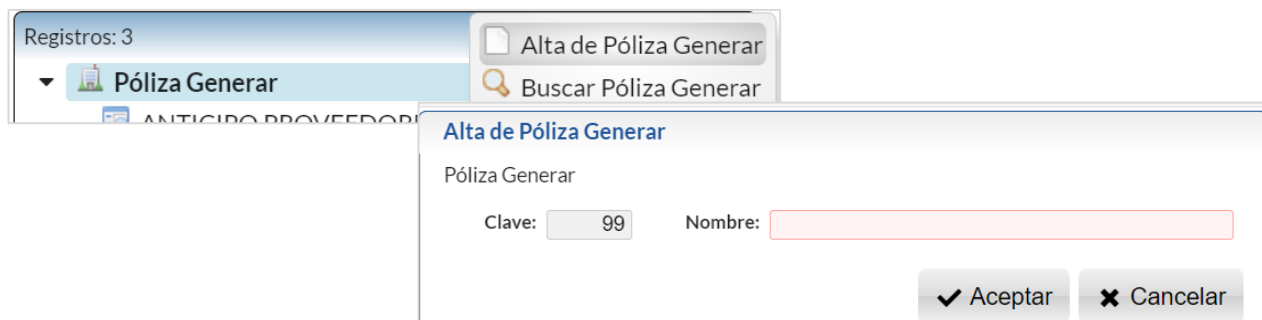 Registros: 3
Alta de Póliza Generar
Póliza Generar
Buscar Póliza Generar
ANTICIPO
Alta de Póliza Generar
Póliza Generar
Clave: 99 Nombre:
Aceptar Cancelar